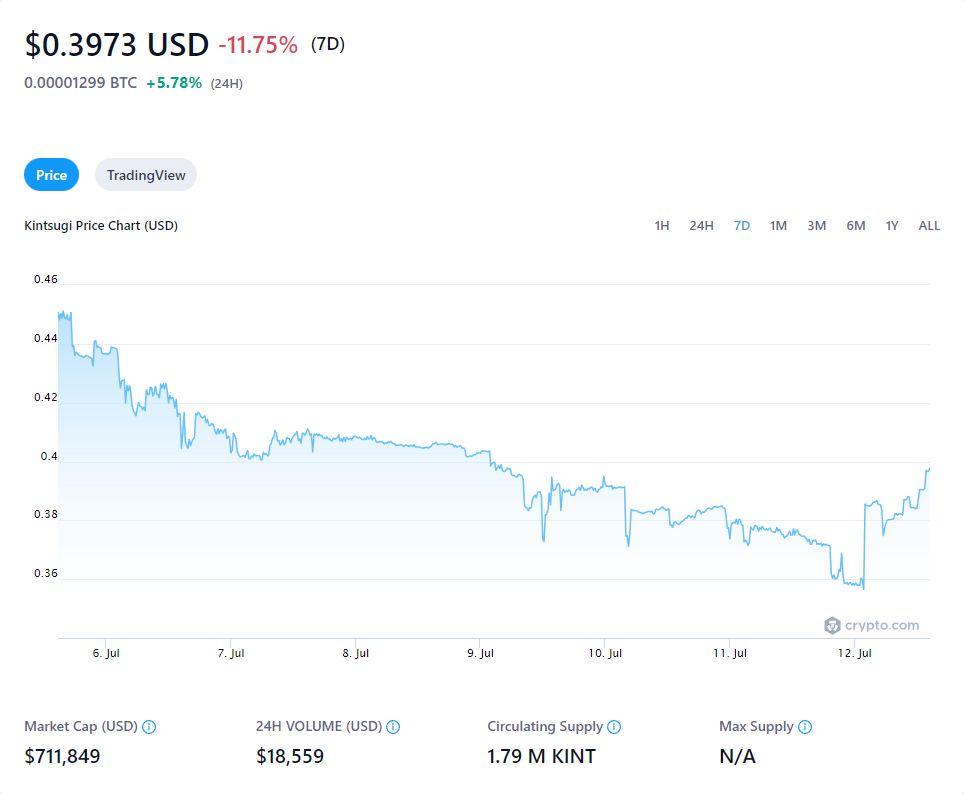 $0.3973 USD -11.75% (7D)
0.00001299 BTC +5.78% (24H)
Price TradingView
Kintsugi Price Chart (USD) 1H 24H 7D 1M 3M 6M 1Y ALL
0.46
0.44
0.42
0.4
0.38
0.36
crypto.com
6. Jul 7. Jul 8. Jul 9. Jul 10. Jul 11. Jul 12. Jul
Market Cap (USD) 24H VOLUME (USD) Circulating Supply Max Supply
$711,849 $18,559 1.79 M KINT N/A